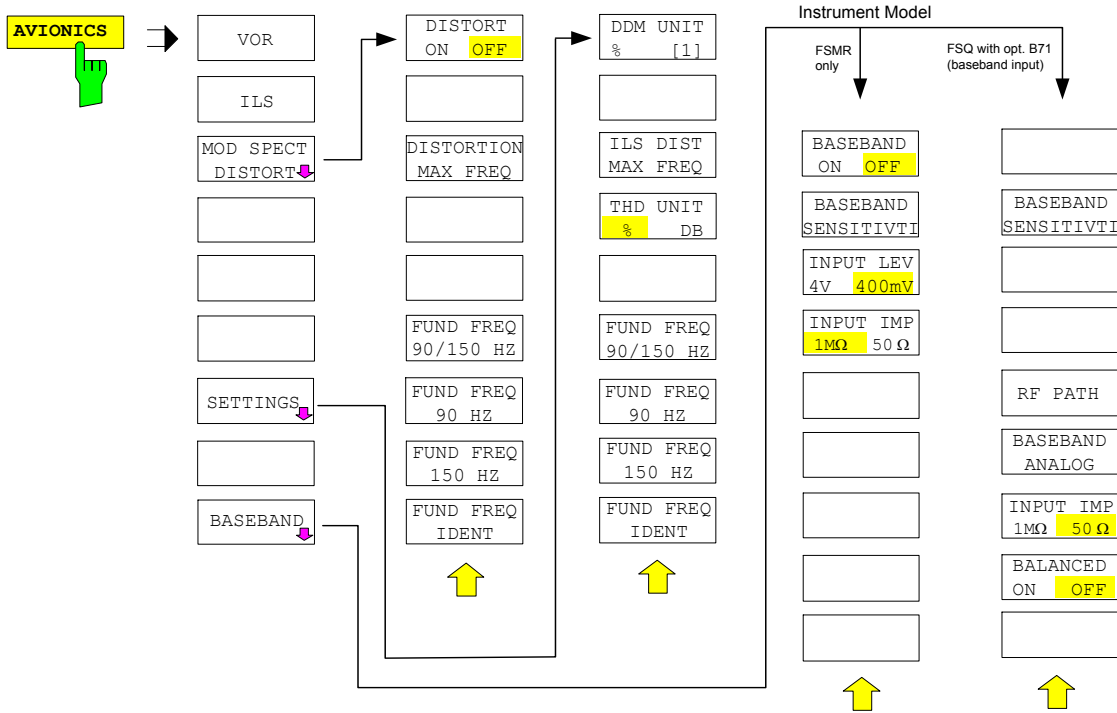 AVIONICS
VOR
ILS
MOD SPECT
DISTORT
SETTINGS
BASEBAND
DISTORT
ON OFF
DISTORTION
MAX FREQ
FUND FREQ
90/150 HZ
FUND FREQ
90 HZ
FUND FREQ
150 HZ
FUND FREQ
IDENT
DDM UNIT
% [1]
ILS DIST
MAX FREQ
THD UNIT
% DB
FUND FREQ
90/150 HZ
FUND FREQ
90 HZ
FUND FREQ
150 HZ
FUND FREQ
IDENT
Instrument Model
FSMR
only
BASEBAND
ON OFF
BASEBAND
SENSITIVTI
INPUT LEV
4V 400mV
INPUT IMP
1MΩ 50 Ω
FSQ with opt. B71
(baseband input)
BASEBAND
SENSITIVTI
RF PATH
BASEBAND
ANALOG
INPUT IMP
1MΩ 50 Ω
BALANCED
ON OFF